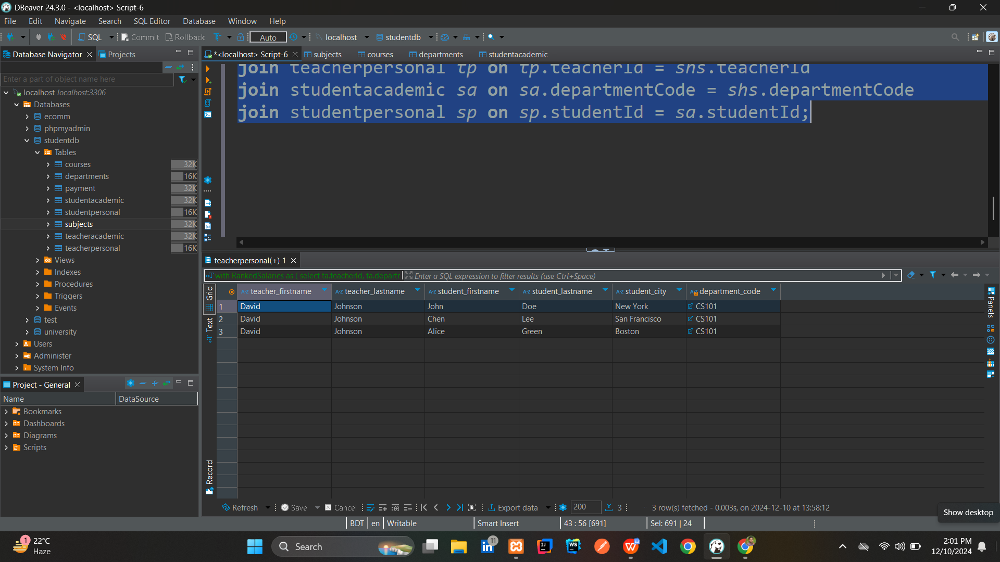 DBeaver 24.3.0 - <localhost> Script-6
File Edit Navigate Search SQL Editor Database Window Help
SQL Commit Rollback Auto localhost studentdb
Database Navigator Projects
*<localhost> Script-6 subjects courses departments studentacademic
Enter a part of object name here
localhost localhost:3306
Databases
ecomm
phpmyadmin
studentdb
Tables
courses 32K
departments 16K
payment 32K
studentacademic 32K
studentpersonal 16K
subjects 32K
teacheracademic 32K
teacherpersonal 16K
Views
Indexes
Procedures
Triggers
Events
test
university
Users
Administer
System Info
join teacherpersonal tp on tp.teacherId = shs.teacherId
join studentacademic sa on sa.departmentCode = shs.departmentCode
join studentpersonal sp on sp.studentId = sa.studentId;
teacherpersonal(+) 1
with RankedSalaries as ( select ta.teacherId, ta.departr Enter a SQL expression to filter results (use Ctrl+Space)
Grid
Text
Record
Panels
teacher_firstname teacher_lastname student_firstname student_lastname student_city department_code
1 David Johnson John Doe New York CS101
2 David Johnson Chen Lee San Francisco CS101
3 David Johnson Alice Green Boston CS101
Refresh Save Cancel Export data 200 3 3 row(s) fetched - 0.003s, on 2024-12-10 at 13:58:12
Project - General
Name DataSource
Bookmarks
Dashboards
Diagrams
Scripts
Show desktop
BDT en Writable Smart Insert 43 : 56 [691] Sel: 691 | 24
1 22°C
Haze
Search
11
2:01 PM
12/10/2024